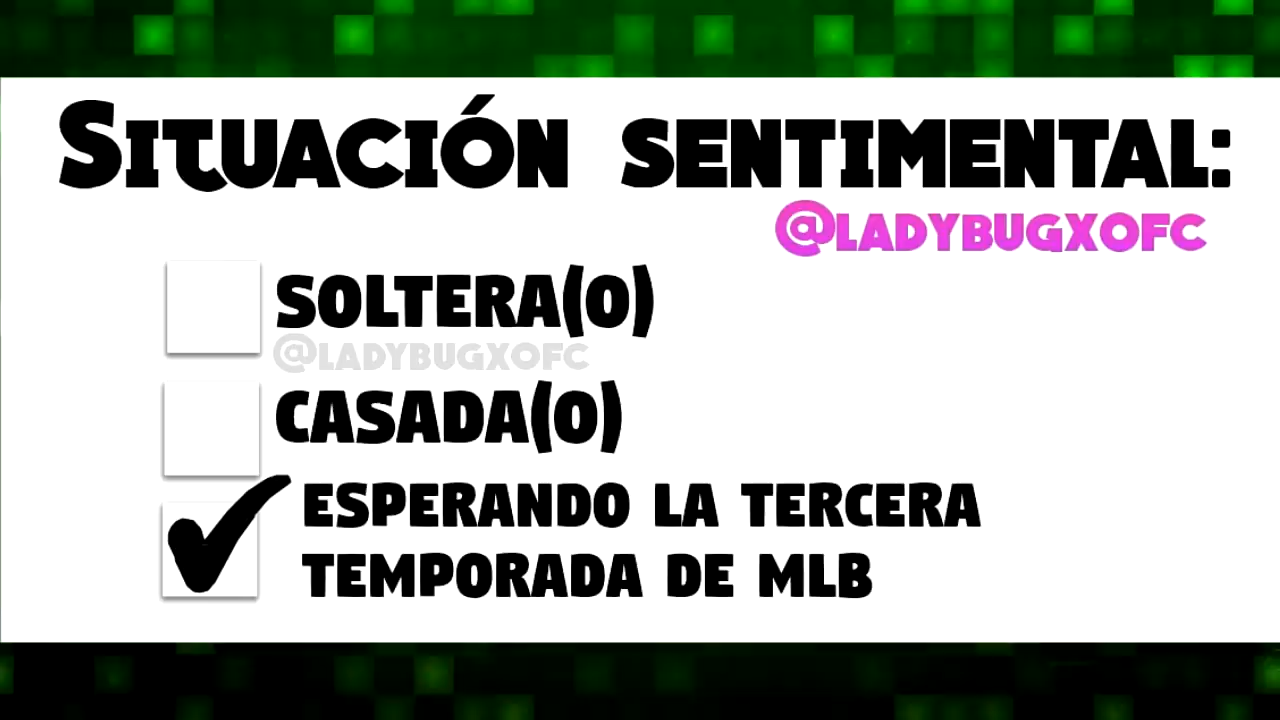 Situación sentimental:
@LADYBUGXOFC
SOLTERA(O)
@LADYBUGXOFC
CASADA(O)
ESPERANDO LA TERCERA
TEMPORADA DE MLB